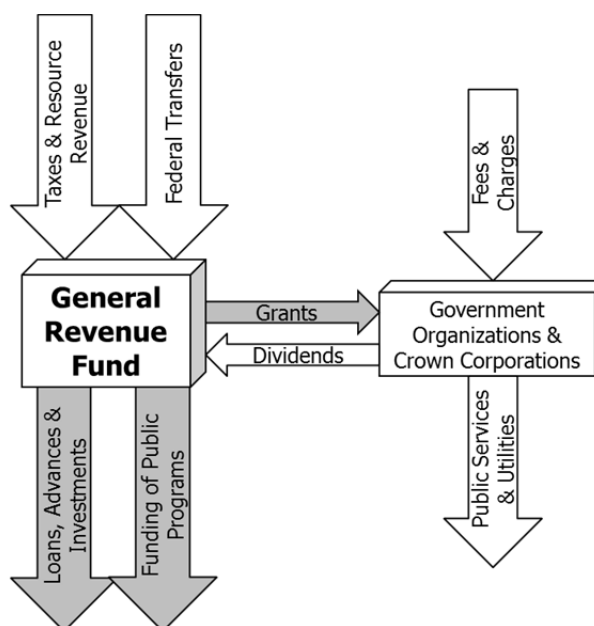 Taxes & Resource
Revenue
Federal Transfers
Fees &
Charges
General
Revenue
Fund
Grants
Dividends
Government
Organizations &
Crown Corporations
Loans, Advances &
Investments
Funding of Public
Programs
Public Services
& Utilities